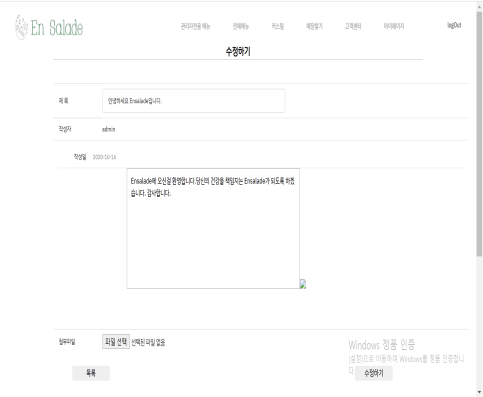 En Salade
관리자전용 메뉴 전체메뉴 커스텀 매장찾기 고객센터 마이페이지 logOut
수정하기
제 목 안녕하세요 Ensalade입니다.
작성자 admin
작성일 2020-10-16
Ensalade에 오신걸 환영합니다.당신의 건강을 책임지는 Ensalade가 되도록 하겠
습니다. 감사합니다.
첨부파일 파일 선택 선택된 파일 없음
Windows 정품 인증
[설정]으로 이동하여 Windows를 정품 인증합니
다.
목록 수정하기